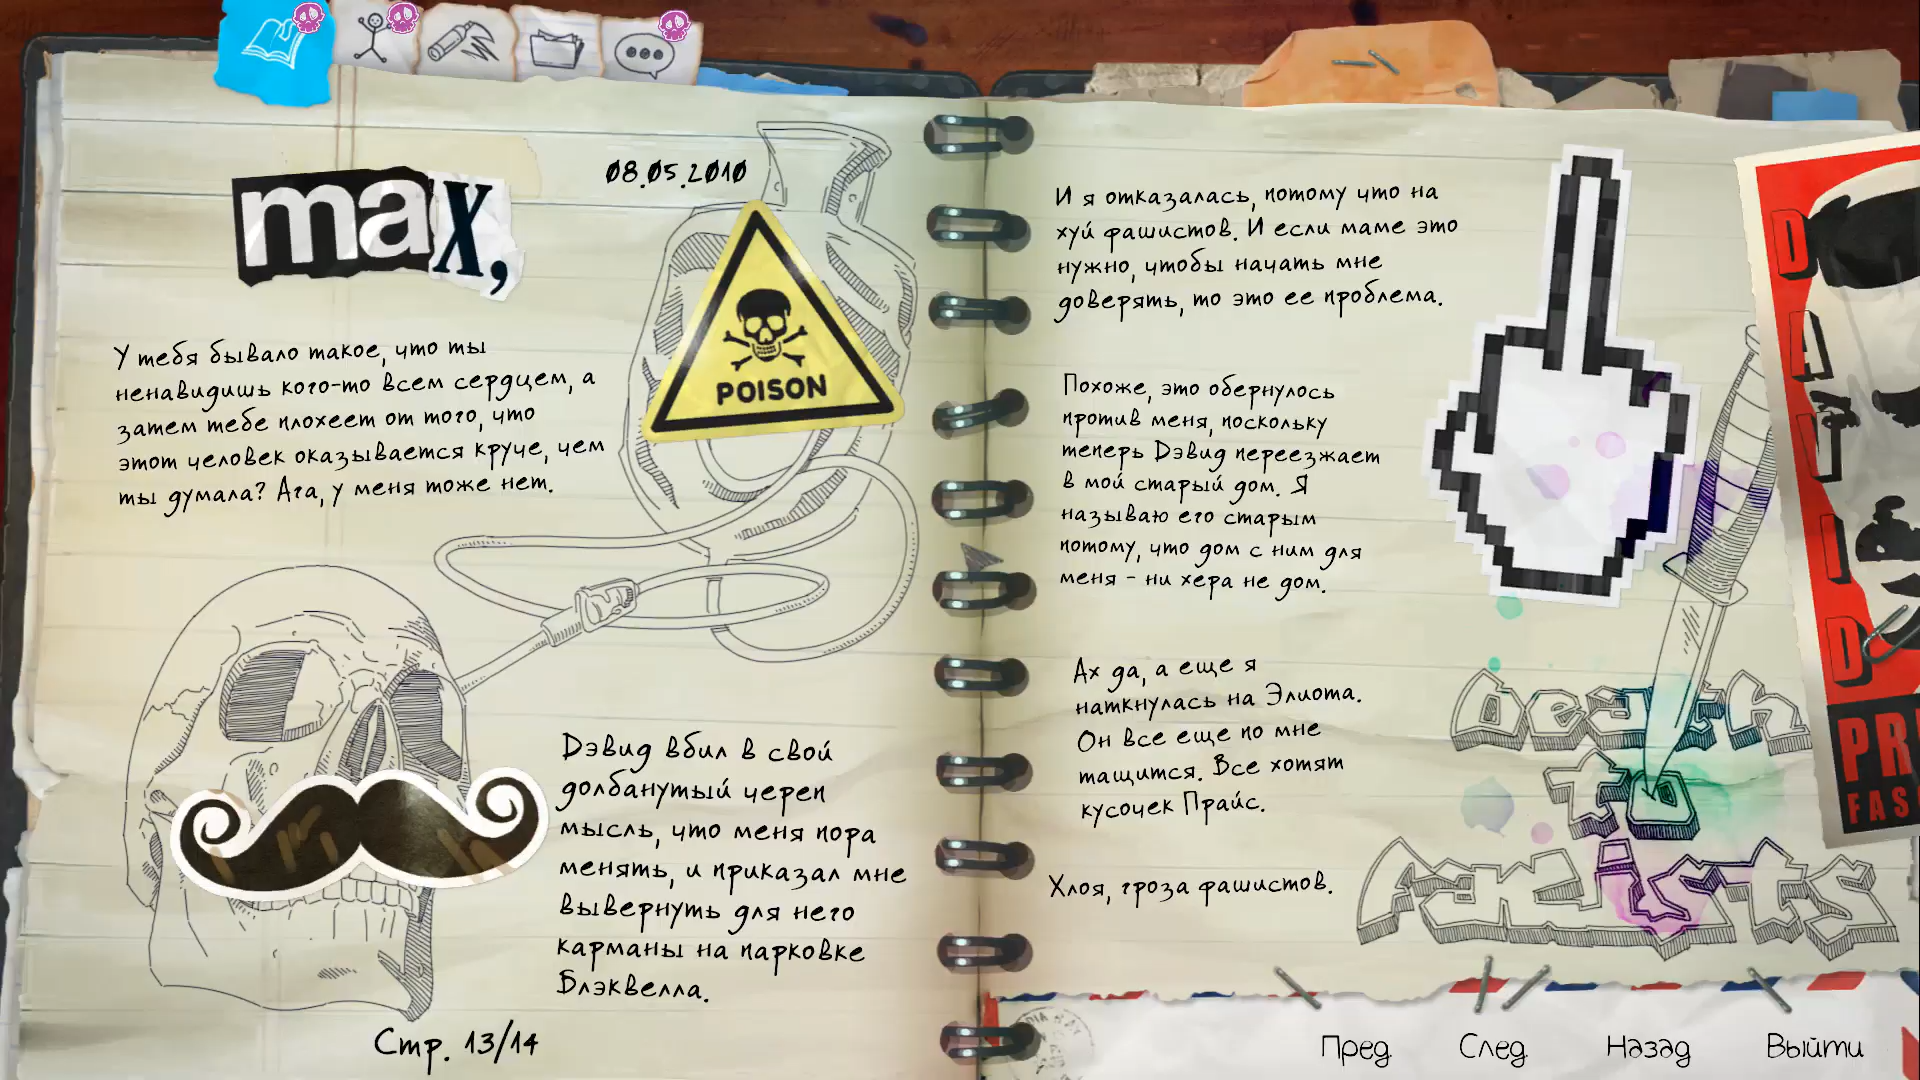 max,
08.05.2010
POISON
У тебя бывало такое, что ты
ненавидишь кого-то всем сердцем, а
затем тебе плохеет от того, что
этот человек оказывается круче, чем
ты думала? Ага, у меня тоже нет.
Дэвид вбил в свой
долбанутый череп
мысль, что меня пора
менять, и приказал мне
вывернуть для него
карманы на парковке
Блэквелла.
Стр. 13/14
И я отказалась, потому что на
хуй фашистов. И если маме это
нужно, чтобы начать мне
доверять, то это ее проблема.
Похоже, это обернулось
против меня, поскольку
теперь Дэвид переезжает
в мой старый дом. Я
называю его старым
потому, что дом с ним для
меня - ни хера не дом.
Ах да, а еще я
наткнулась на Элиота.
Он все еще по мне
тащится. Все хотят
кусочек Прайс.
Хлоя, гроза фашистов.
Death
to
DAVID
PR
FAS
Пред
След
Назад
Выйти